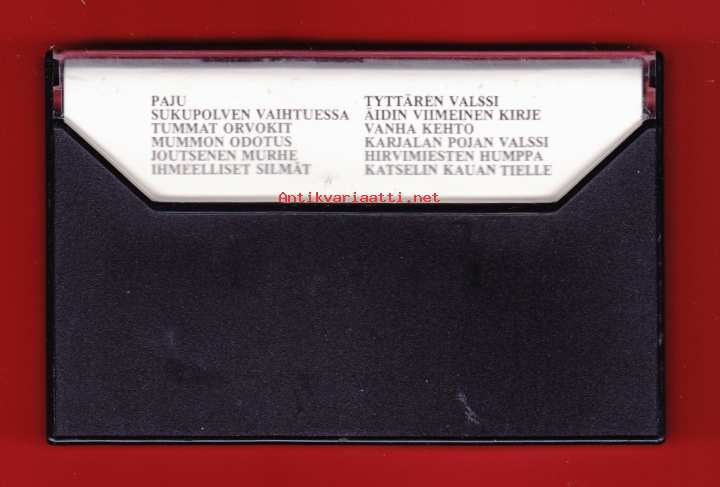 PAJU
SUKUPOLVEN VAIHTUESSA
TUMMAT ORVOKIT
MUMMON ODOTUS
JOUTSENEN MURHE
IHMEELLISET SILMÄT
TYTTÄREN VALSSI
ÄIDIN VIIMEINEN KIRJE
VANHA KEHTO
KARJALAN POJAN VALSSI
HIRVIMIESTEN HUMPPA
KATSELIN KAUAN TIELLE
Antikvariaatti.net